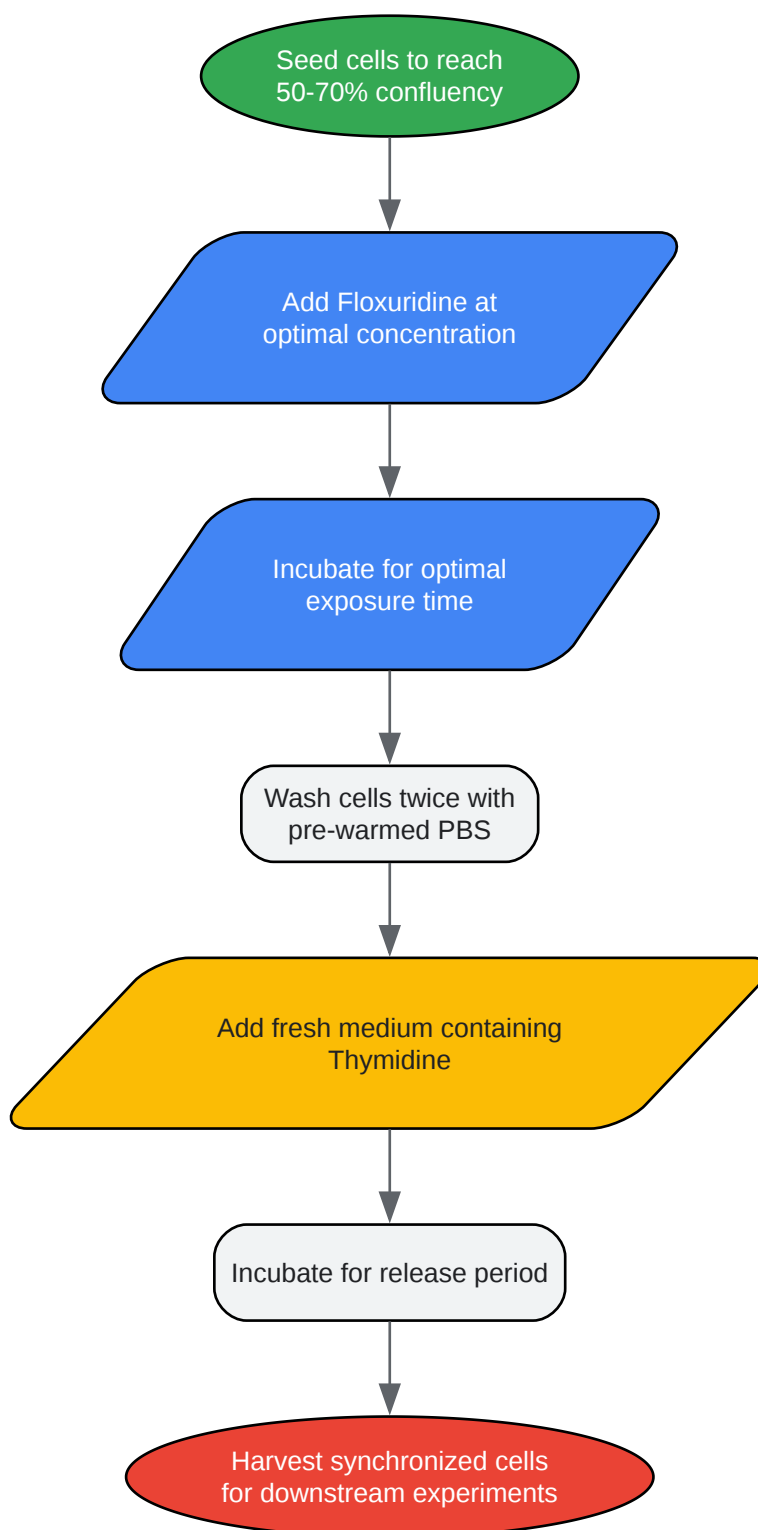 Seed cells to reach
50-70% confluency
Add Floxuridine at
optimal concentration
Incubate for optimal
exposure time
Wash cells twice with
pre-warmed PBS
Add fresh medium containing
Thymidine
Incubate for release period
Harvest synchronized cells
for downstream experiments